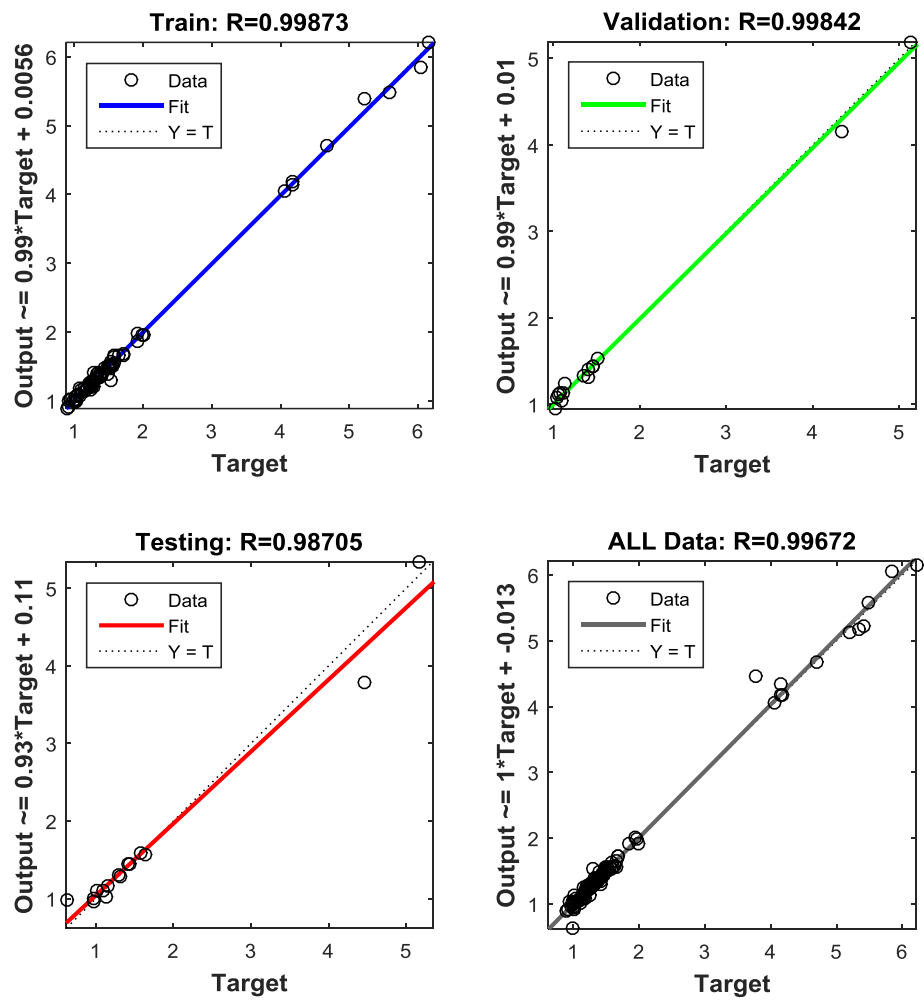 Train: R=0.99873
Output ~= 0.99*Target + 0.0056
6
5
4
3
2
1
Data
Fit
Y = T
1 2 3 4 5 6
Target
Validation: R=0.99842
Output ~= 0.99*Target + 0.01
5
4
3
2
1
Data
Fit
Y = T
1 2 3 4 5
Target
Testing: R=0.98705
Output ~= 0.93*Target + 0.11
5
4
3
2
1
Data
Fit
Y = T
1 2 3 4 5
Target
ALL Data: R=0.99672
Output ~= 1*Target + -0.013
6
5
4
3
2
1
Data
Fit
Y = T
1 2 3 4 5 6
Target